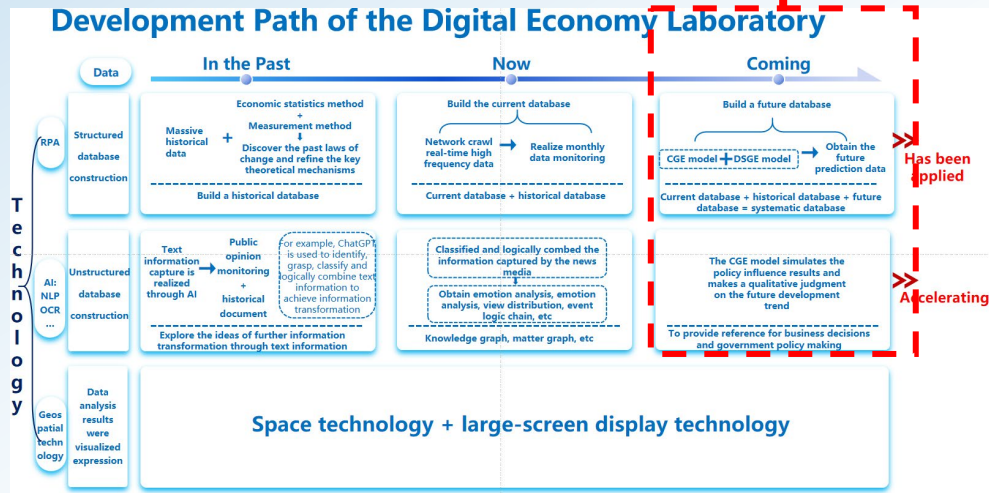 Development Path of the Digital Economy Laboratory
Data
In the Past
Now
Coming
Technology
RPA
Structured
database
construction
Massive
historical
data
+
Economic statistics method
+
Measurement method
Discover the past laws of
change and refine the key
theoretical mechanisms
Build a historical database
Build the current database
Network crawl
real-time high
frequency data
Realize monthly
data monitoring
Current database + historical database
Build a future database
CGE model + DSGE model
Obtain the
future
prediction data
Current database + historical database + future
database = systematic database
Has been
applied
AI:
NLP
OCR
...
Unstructured
database
construction
Text
information
capture is
realized
through AI
Public
opinion
monitoring
+
historical
document
For example, ChatGPT
is used to identify,
grasp, classify and
logically combine text
information to
achieve information
transformation
Explore the ideas of further information
transformation through text information
Classified and logically combed the
information captured by the news
media
Obtain emotion analysis, emotion
analysis, view distribution, event
logic chain, etc
Knowledge graph, matter graph, etc
The CGE model simulates the
policy influence results and
makes a qualitative judgment
on the future development
trend
To provide reference for business decisions
and government policy making
Accelerating
Geos
patial
techn
ology
Data
analysis
results
were
visualized
expression
Space technology + large-screen display technology